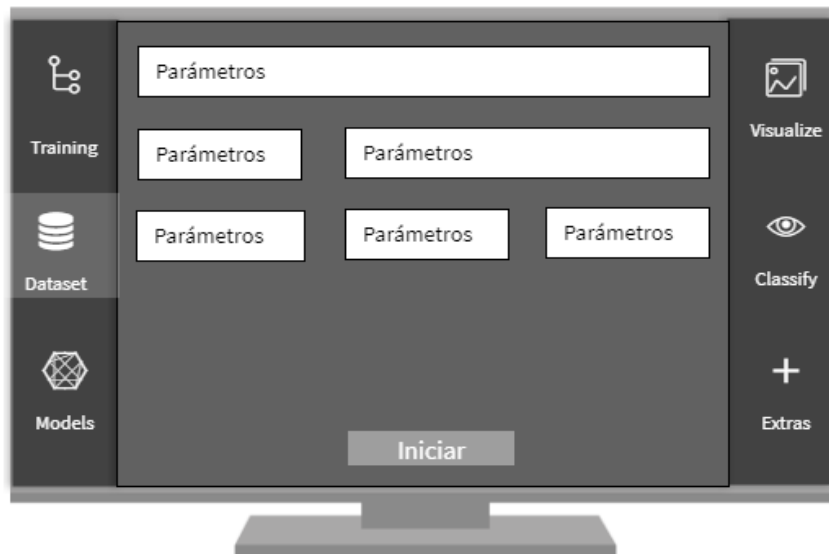 Training
Dataset
Models
Parámetros
Parámetros
Parámetros
Parámetros
Parámetros
Parámetros
Iniciar
Visualize
Classify
Extras